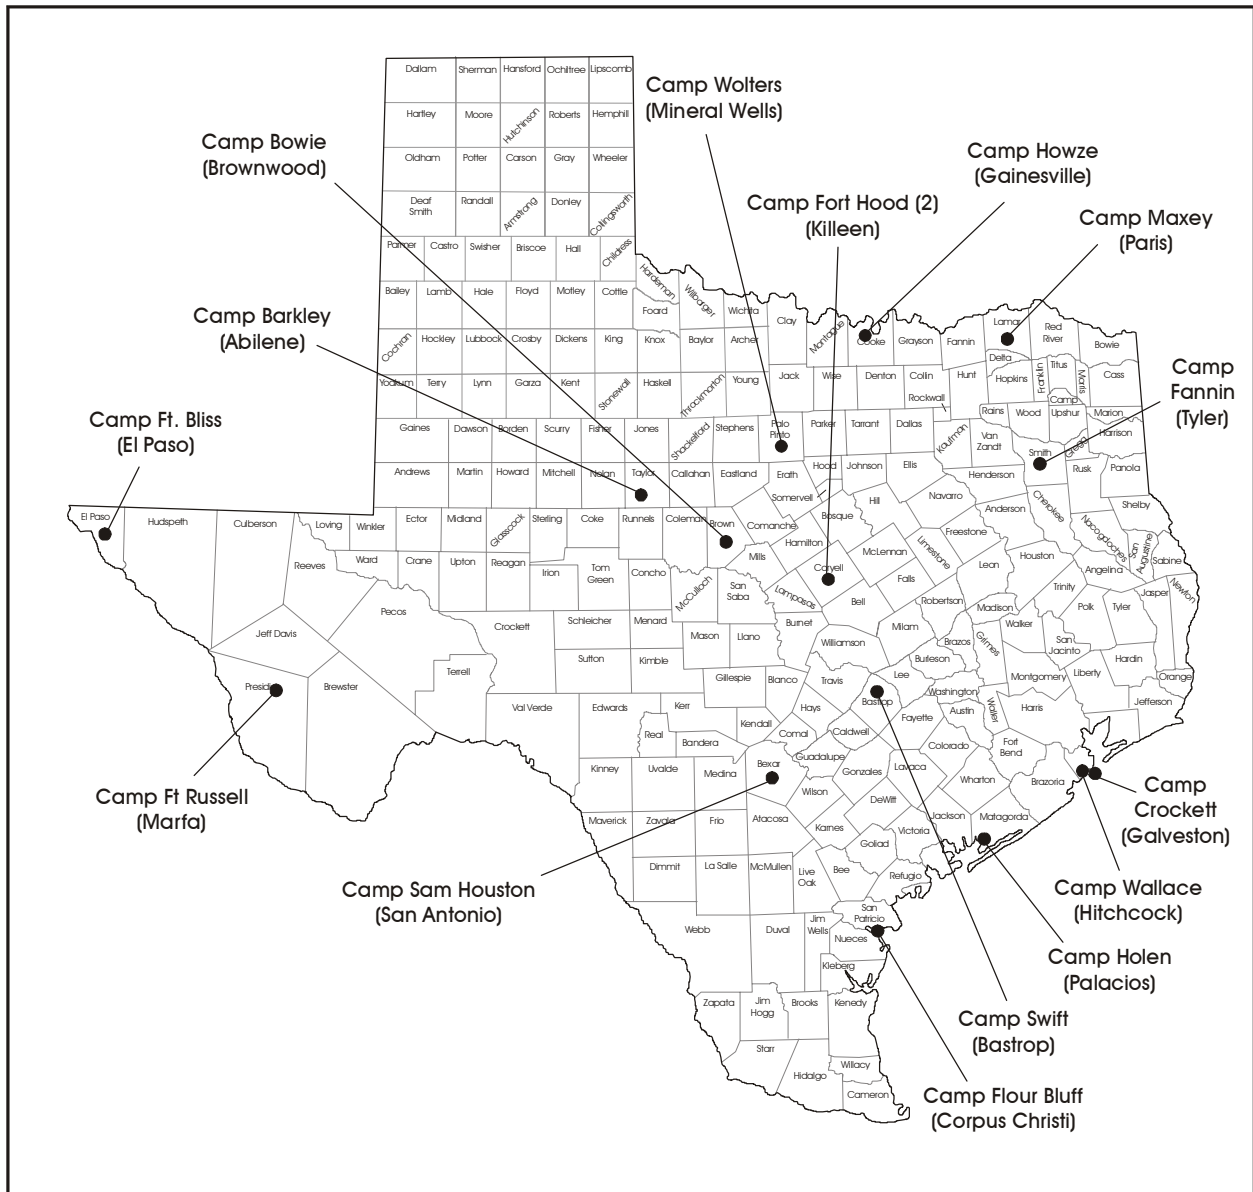 Dallam Sherman Hansford Ochiltree Lipscomb
Camp Wolters
(Mineral Wells)
Hartley Moore Hutchinson Roberts Hemphill
Camp Bowie
(Brownwood)
Oldham Potter Carson Gray Wheeler
Camp Howze
(Gainesville)
Deaf
Smith
Randall Armstrong Donley Collingsworth
Camp Fort Hood (2)
(Killeen)
Camp Maxey
(Paris)
Parmer Castro Swisher Briscoe Hall Childress
Hardeman
Bailey Lamb Hale Floyd Motley Cottle
Foard Wilbarger Wichita Clay
Camp Barkley
(Abilene)
Montague Cooke Grayson Fannin Lamar
Red
River
Bowie
Cochran Hockley Lubbock Crosby Dickens King Knox Baylor Archer
Delta Titus
Camp
Fannin
(Tyler)
Yoakum Terry Lynn Garza Kent Stonewall Haskell Throckmorton Young Jack Wise Denton Collin Hunt Hopkins Franklin Morris Cass
Rockwall Camp
Camp Ft. Bliss
(El Paso)
Gaines Dawson Borden Scurry Fisher Jones Shackelford Stephens
Palo
Pinto
Parker Tarrant Dallas Kaufman Rains Wood Upshur Marion
Van
Zandt
Smith Gregg Harrison
Andrews Martin Howard Mitchell Nolan Taylor Callahan Eastland Erath Hood Johnson Ellis Henderson Rusk Panola
Somervell Hill Navarro Anderson Cherokee Shelby
El Paso Hudspeth Culberson Loving Winkler Ector Midland Glasscock Sterling Coke Runnels Coleman Brown Comanche Bosque Freestone Nacogdoches
San
Augustine
Sabine
Reeves Ward Crane Upton Reagan Irion
Tom
Green
Concho McCulloch
San
Saba
Mills Hamilton Coryell McLennan Limestone Leon Houston Angelina
Lampasas Bell Falls Robertson Madison Trinity Polk Tyler Jasper Newton
Jeff Davis Pecos Crockett Schleicher Menard Mason Llano Burnet Williamson Milam Brazos Grimes Walker
San
Jacinto
Hardin
Terrell Sutton Kimble Gillespie Blanco Travis Lee Burleson Washington Montgomery Liberty Orange
Presidio Brewster Val Verde Edwards Kerr Kendall Hays Bastrop Fayette Austin Waller Harris Jefferson
Real Bandera Comal Caldwell Colorado
Fort
Bend
Kinney Uvalde Medina Bexar Guadalupe Gonzales Lavaca Wharton Brazoria
Camp Ft Russell
(Marfa)
Camp
Crockett
(Galveston)
Maverick Zavala Frio Atacosa Wilson Karnes DeWitt Victoria Jackson Matagorda
Goliad
Dimmit La Salle McMullen
Live
Oak
Bee Refugio
Camp Sam Houston
(San Antonio)
Camp Wallace
(Hitchcock)
Webb Duval
Jim
Wells
San
Patricio
Nueces
Camp Holen
(Palacios)
Kleberg
Zapata
Jim
Hogg
Brooks Kenedy
Camp Swift
(Bastrop)
Starr Hidalgo Willacy Cameron
Camp Flour Bluff
(Corpus Christi)